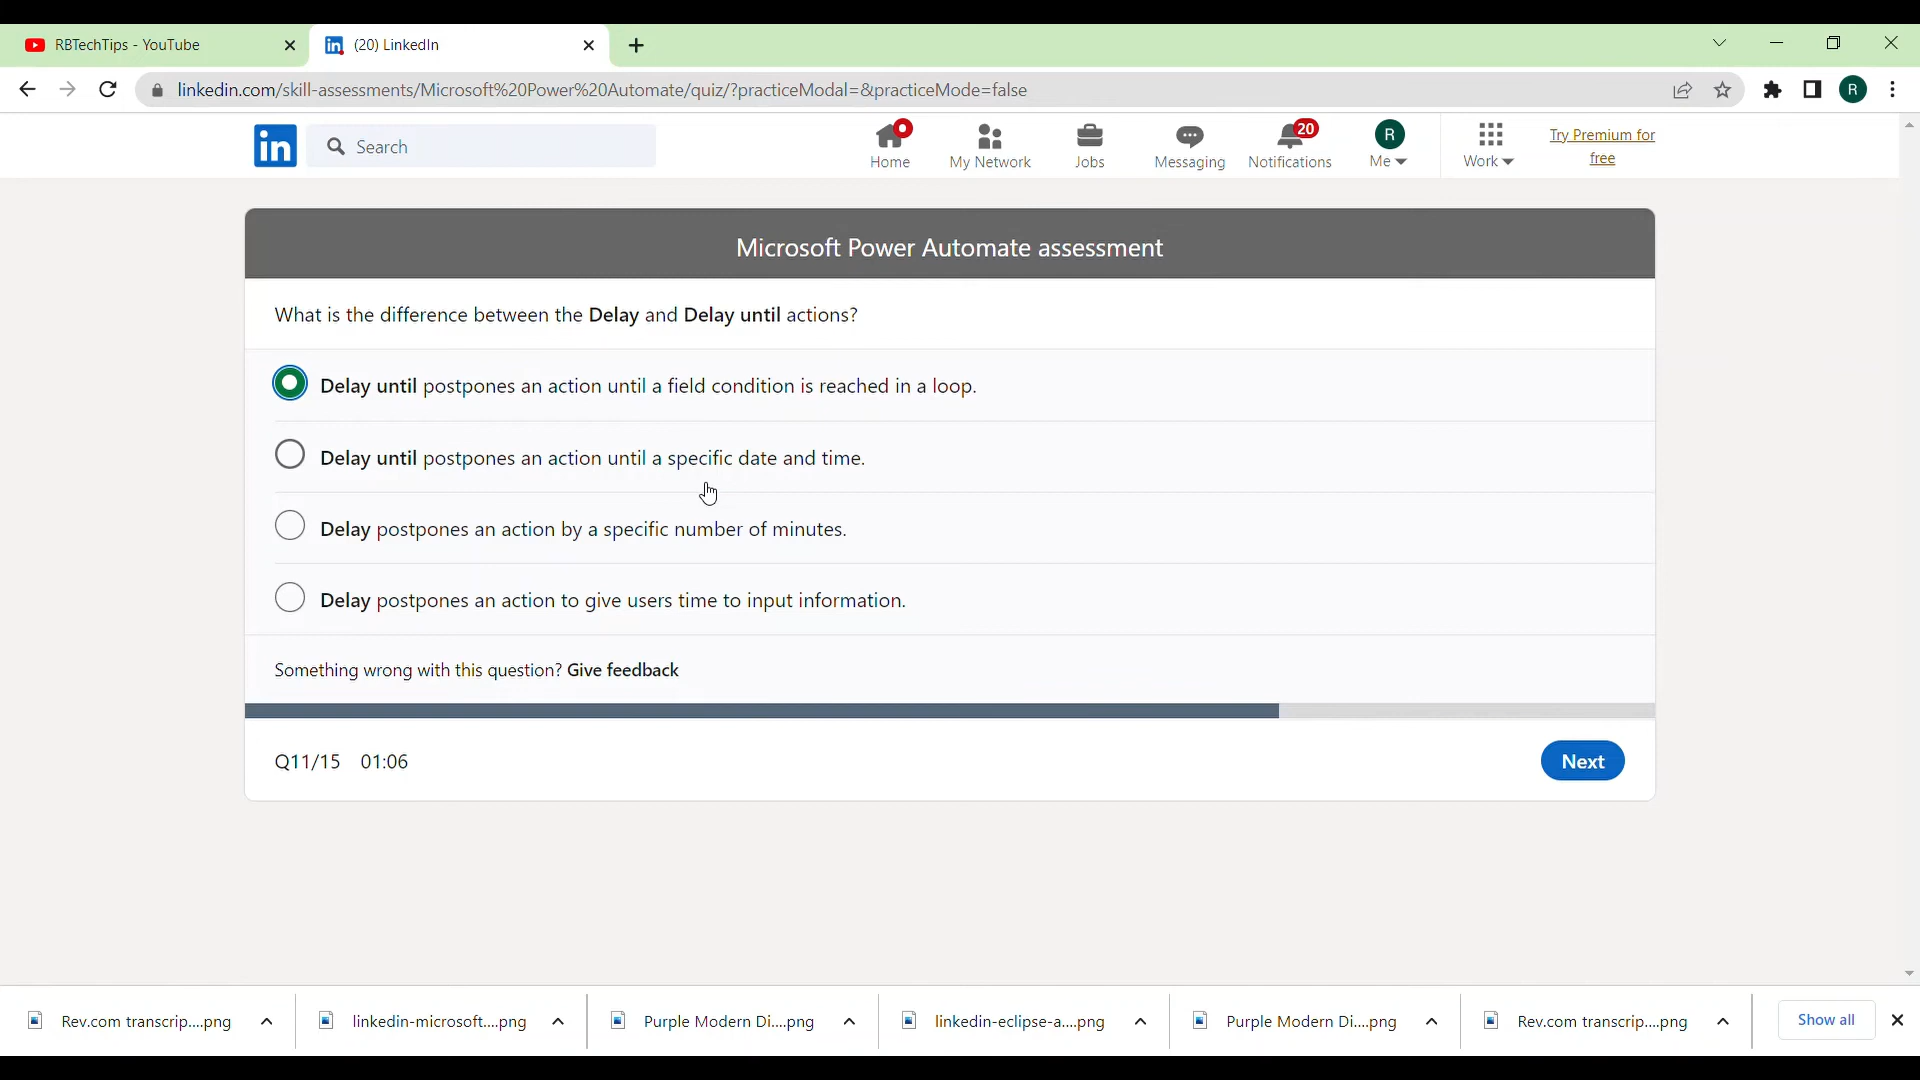 RBTechTips - YouTube
(20) LinkedIn
linkedin.com/skill-assessments/Microsoft%20Power%20Automate/quiz/?practiceModal=&practiceMode=false
R
in
Search
Home
My Network
Jobs
Messaging
20
Notifications
R
Me
Work
Try Premium for
free
Microsoft Power Automate assessment
What is the difference between the Delay and Delay until actions?
Delay until postpones an action until a field condition is reached in a loop.
Delay until postpones an action until a specific date and time.
Delay postpones an action by a specific number of minutes.
Delay postpones an action to give users time to input information.
Something wrong with this question? Give feedback
Q11/15 01:06
Next
Rev.com transcrip....png
linkedin-microsoft....png
Purple Modern Di....png
linkedin-eclipse-a....png
Purple Modern Di....png
Rev.com transcrip....png
Show all